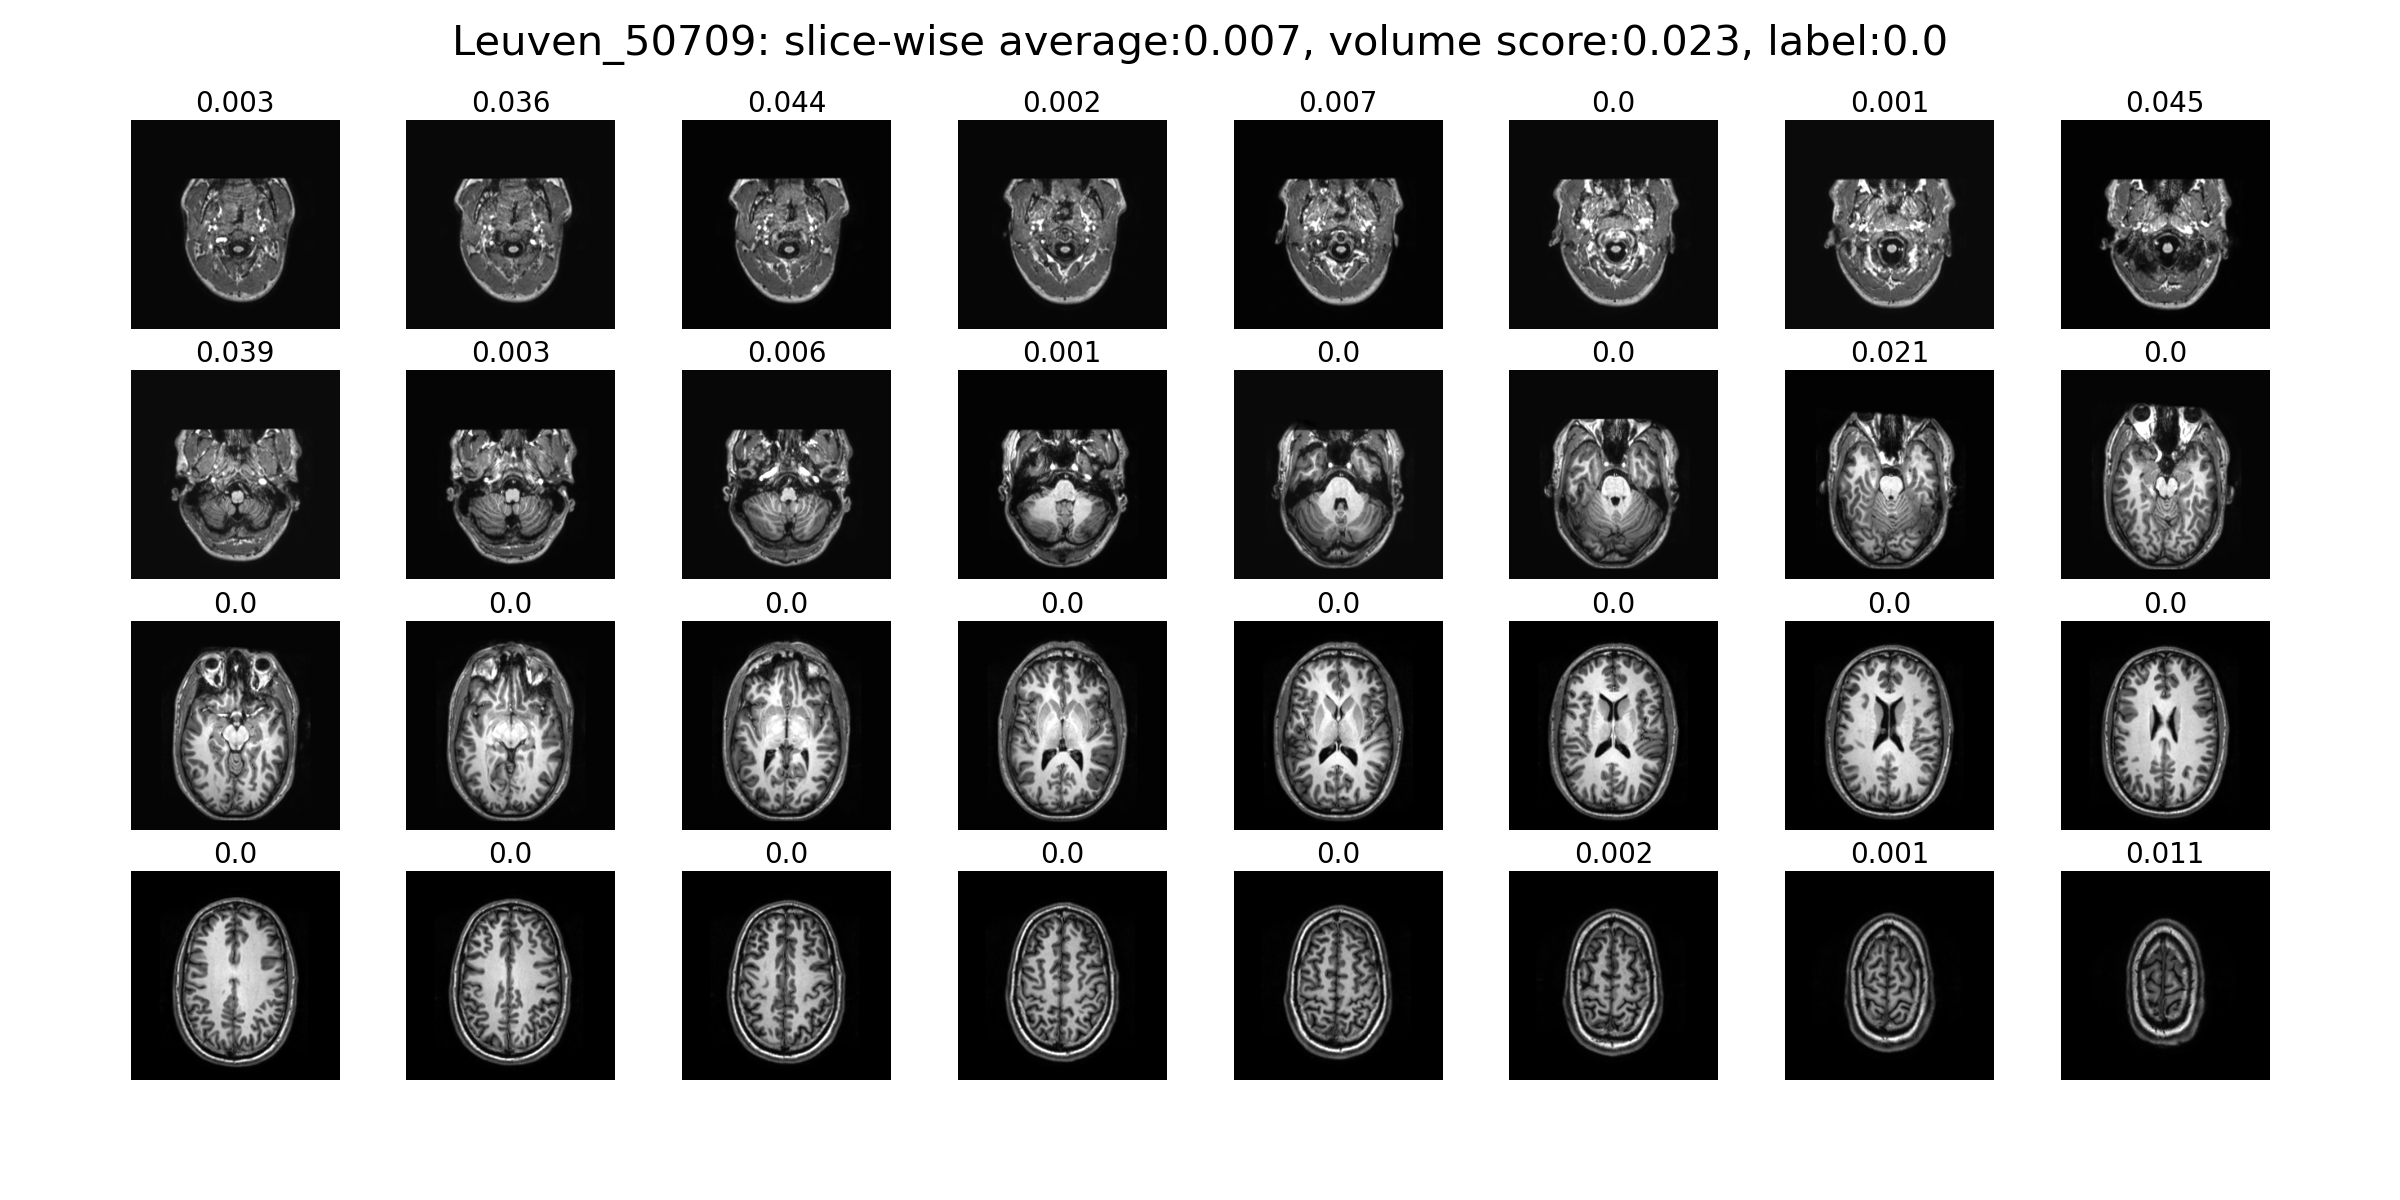 Leuven_50709: slice-wise average:0.007, volume score:0.023, label:0.0
0.003 0.036 0.044 0.002 0.007 0.0 0.001 0.045
0.039 0.003 0.006 0.001 0.0 0.0 0.021 0.0
0.0 0.0 0.0 0.0 0.0 0.0 0.0 0.0
0.0 0.0 0.0 0.0 0.0 0.002 0.001 0.011